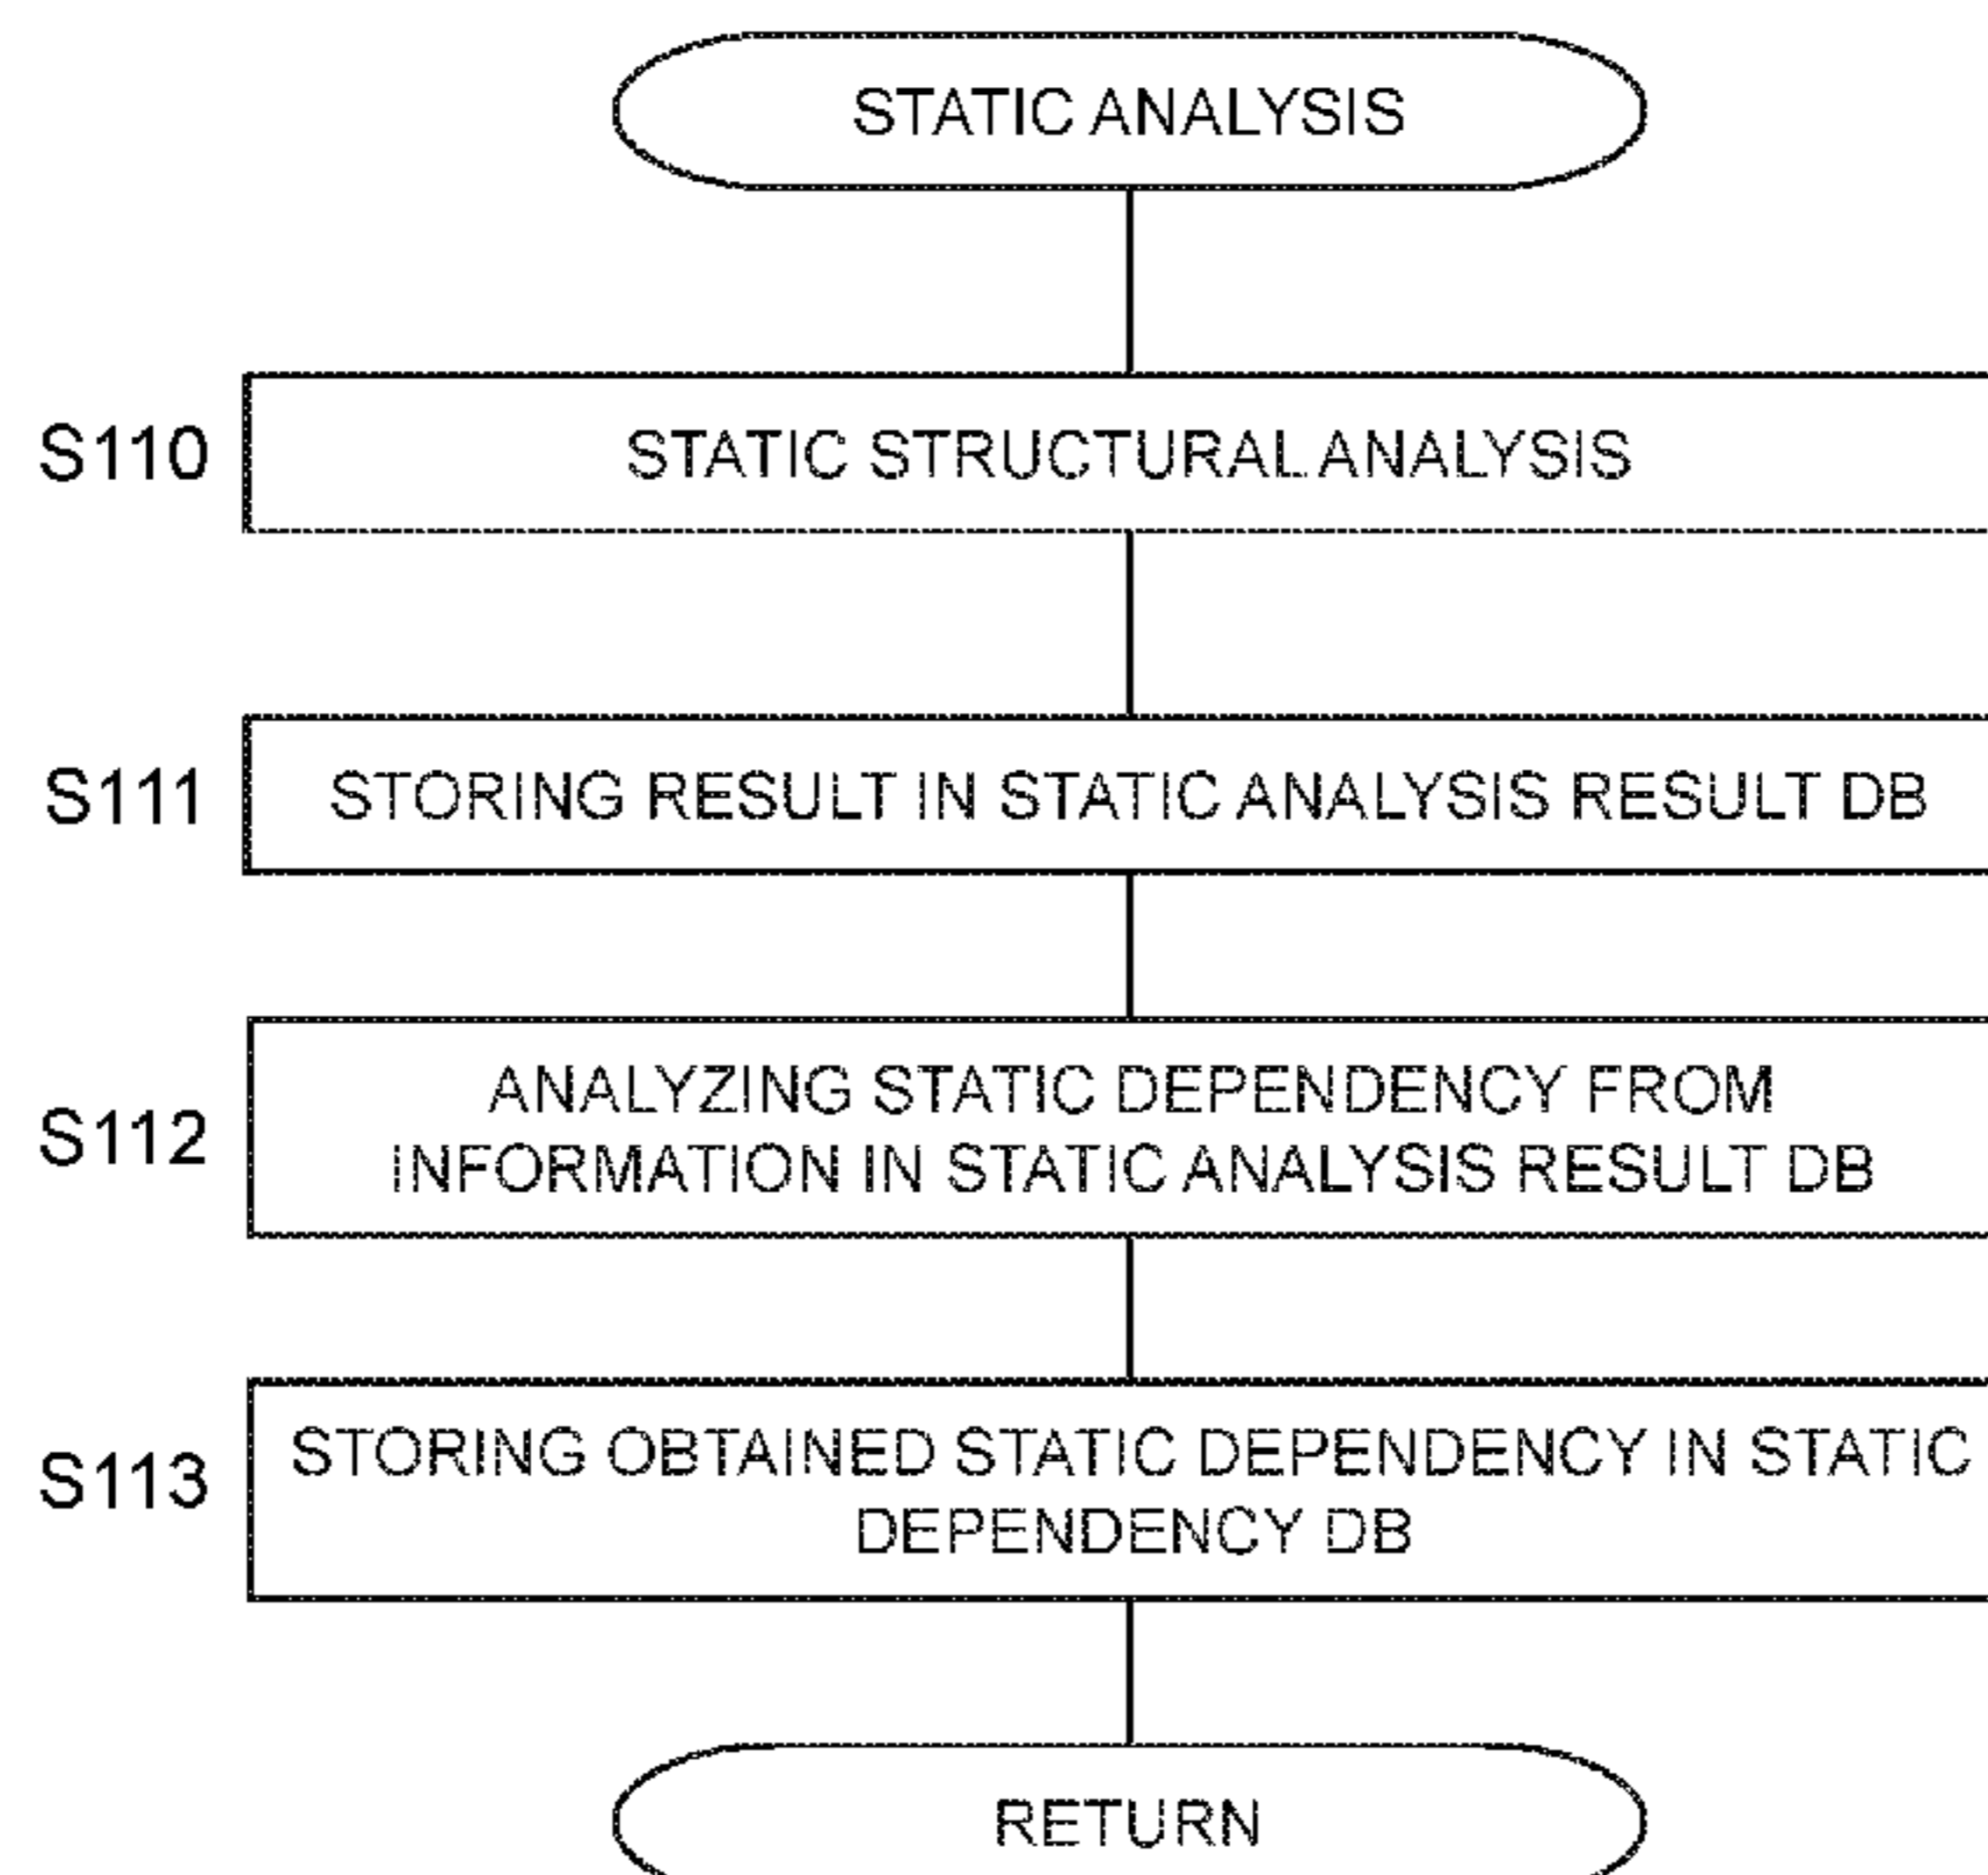 STATIC ANALYSIS
S110 STATIC STRUCTURAL ANALYSIS
S111 STORING RESULT IN STATIC ANALYSIS RESULT DB
S112 ANALYZING STATIC DEPENDENCY FROM
INFORMATION IN STATIC ANALYSIS RESULT DB
S113 STORING OBTAINED STATIC DEPENDENCY IN STATIC
DEPENDENCY DB
RETURN